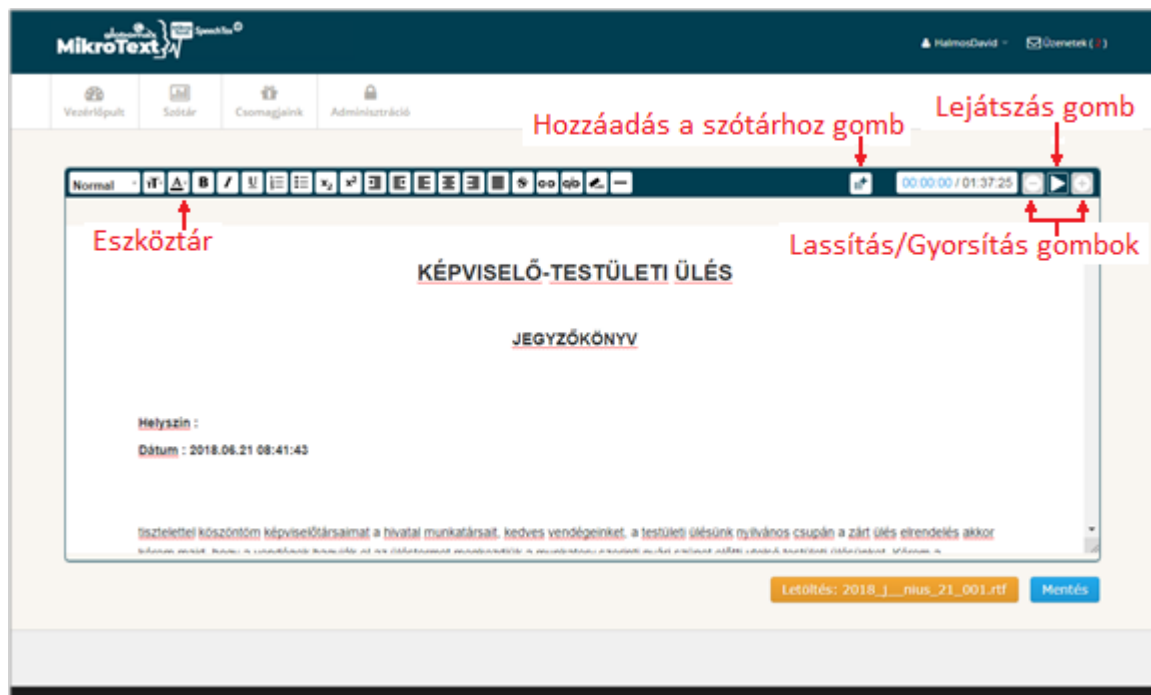 MikroText SpeechTex
HalmosDavid Üzenetek ( )
Vezérlőpult Szótár Csomagjaink Adminisztráció
Lejátszás gomb
Hozzáadás a szótárhoz gomb
Normal 00:00:00 / 01:37:25
Eszköztár
Lassítás/Gyorsítás gombok
KÉPVISELŐ-TESTÜLETI ÜLÉS
JEGYZŐKÖNYV
Helyszín :
Dátum : 2018.06.21 08:41:43
tisztelettel köszöntöm képviselőtársaimat a hivatal munkatársait, kedves vendégeinket, a testületi ülésünk nyilvános csupán a zárt ülés elrendelés akkor
Letöltés: 2018_j__nius_21_001.rtf Mentés